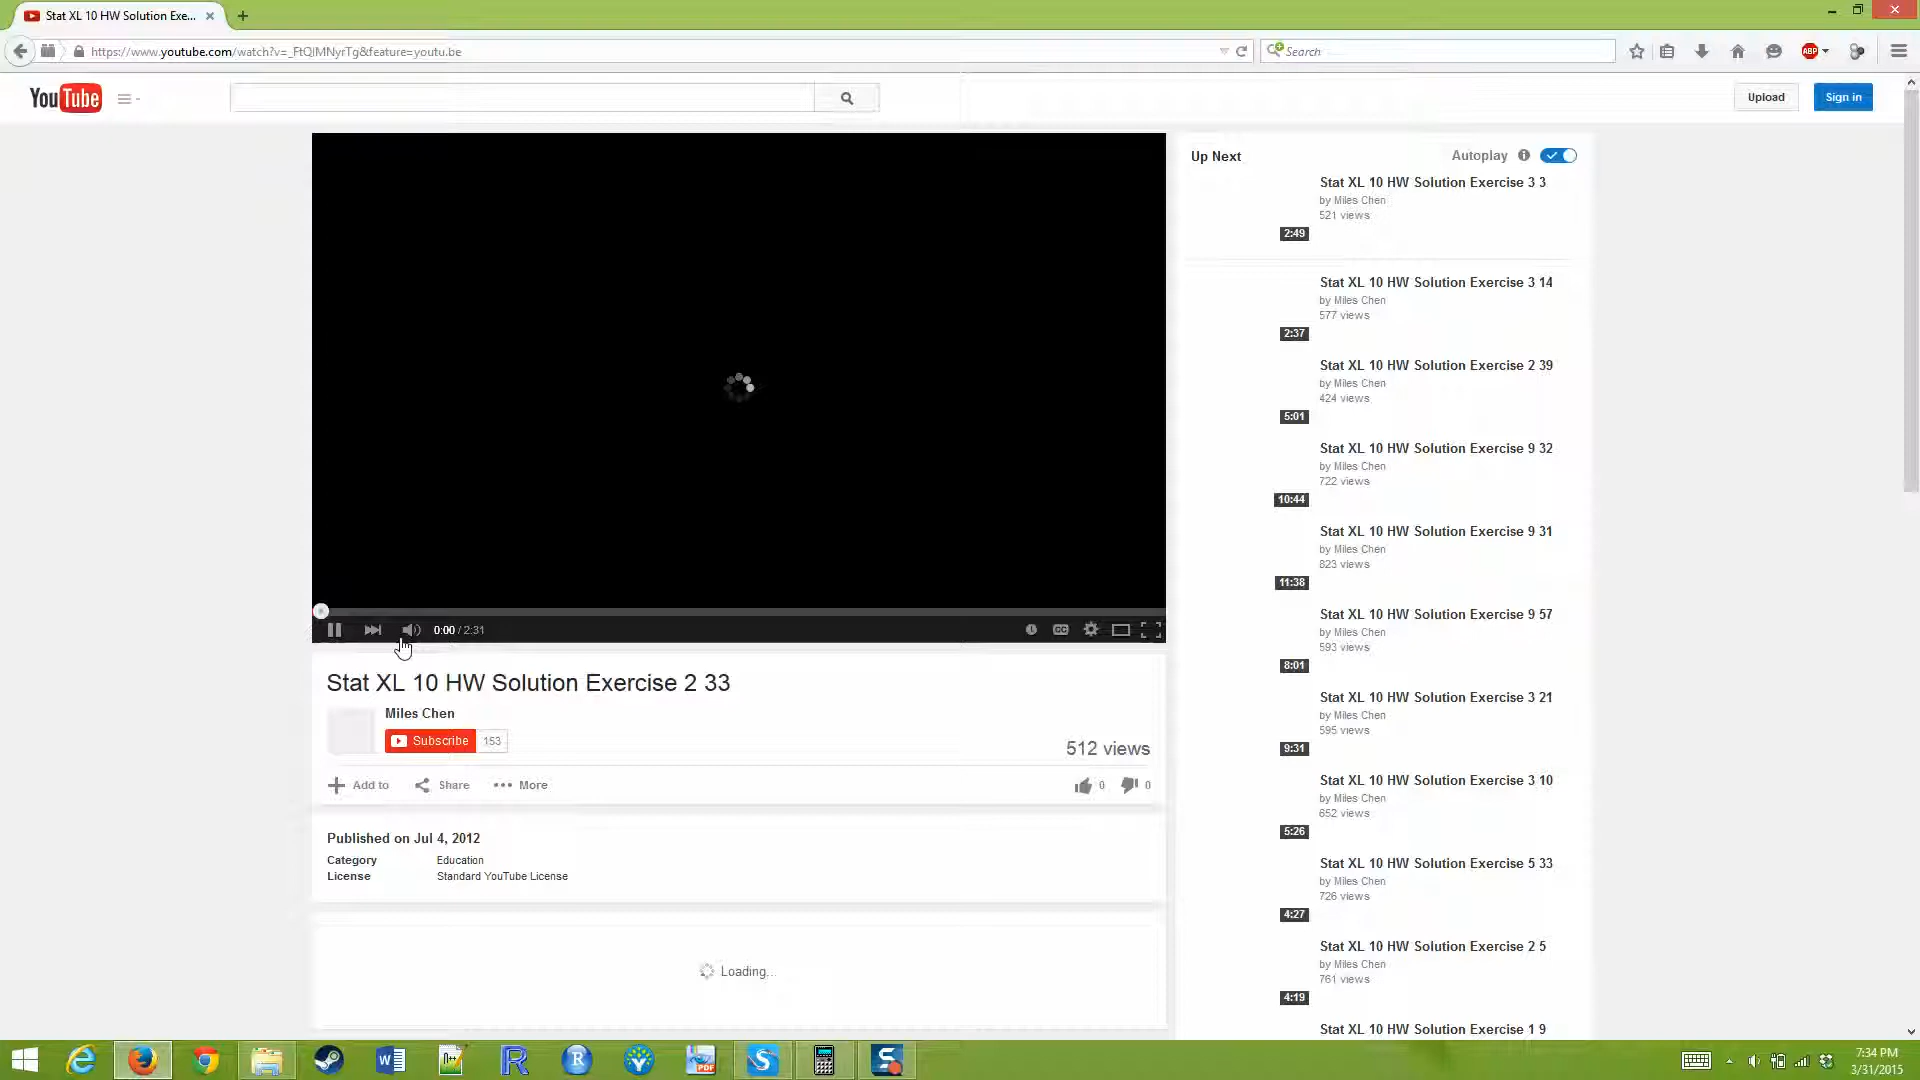 Stat XL 10 HW Solution Exe...
https://www.youtube.com/watch?v=_FtQiMNyrTg&feature=youtu.be
Search
ABP
YouTube
Upload
Sign in
Up Next
Autoplay
Stat XL 10 HW Solution Exercise 3 3
by Miles Chen
521 views
2:49
Stat XL 10 HW Solution Exercise 3 14
by Miles Chen
577 views
2:37
Stat XL 10 HW Solution Exercise 2 39
by Miles Chen
424 views
5:01
Stat XL 10 HW Solution Exercise 9 32
by Miles Chen
722 views
10:44
Stat XL 10 HW Solution Exercise 9 31
by Miles Chen
823 views
11:38
Stat XL 10 HW Solution Exercise 9 57
by Miles Chen
593 views
8:01
Stat XL 10 HW Solution Exercise 3 21
by Miles Chen
595 views
9:31
Stat XL 10 HW Solution Exercise 3 10
by Miles Chen
652 views
5:26
Stat XL 10 HW Solution Exercise 5 33
by Miles Chen
726 views
4:27
Stat XL 10 HW Solution Exercise 2 5
by Miles Chen
761 views
4:19
Stat XL 10 HW Solution Exercise 1 9
0:00 / 2:31
CC
Stat XL 10 HW Solution Exercise 2 33
Miles Chen
Subscribe 153
512 views
Add to Share More 0 0
Published on Jul 4, 2012
Category Education
License Standard YouTube License
Loading...
PDF
7:34 PM
3/31/2015